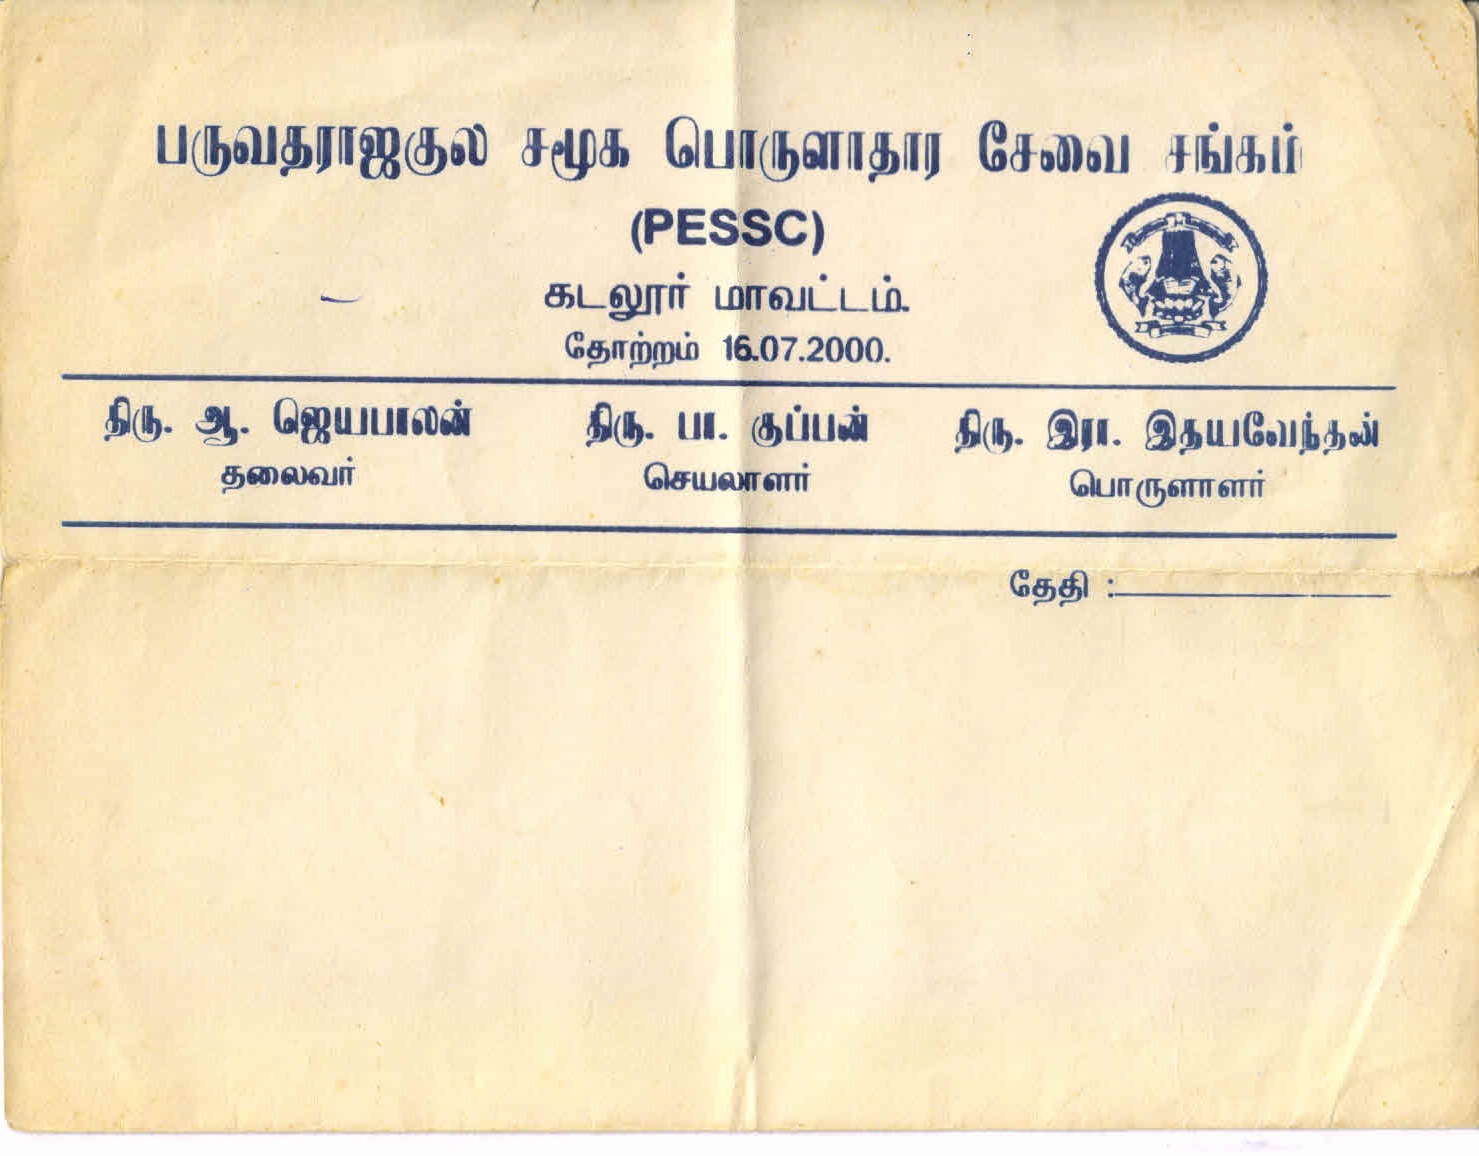 பருவதராஜகுல சமூக பொருளாதார சேவை சங்கம்
(PESSC)
கடலூர் மாவட்டம்.
தோற்றம் 16.07.2000.
திரு. ஆ. ஜெயபாலன் திரு. பா. குப்பன் திரு. இரா. இதயவேந்தன்
தலைவர் செயலாளர் பொருளாளர்
தேதி :